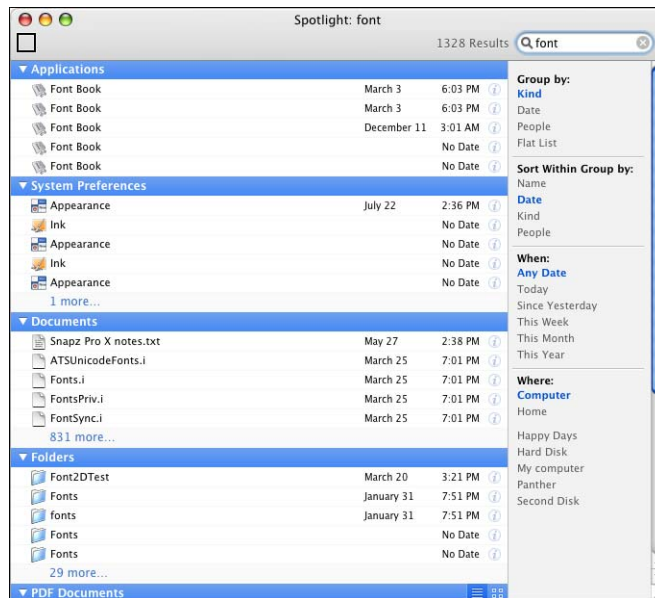 Spotlight: font
1328 Results font
Applications
Font Book March 3 6:03 PM
Font Book March 3 6:03 PM
Font Book December 11 3:01 AM
Font Book No Date
Font Book No Date
System Preferences
Appearance July 22 2:36 PM
Ink No Date
Appearance No Date
Ink No Date
Appearance No Date
1 more...
Documents
Snapz Pro X notes.txt May 27 2:38 PM
ATSUnicodeFonts.i March 25 7:01 PM
Fonts.i March 25 7:01 PM
FontsPriv.i March 25 7:01 PM
FontSync.i March 25 7:01 PM
831 more...
Folders
Font2DTest March 20 3:21 PM
Fonts January 31 7:51 PM
fonts January 31 7:51 PM
Fonts No Date
Fonts No Date
29 more...
PDF Documents
Group by:
Kind
Date
People
Flat List
Sort Within Group by:
Name
Date
Kind
People
When:
Any Date
Today
Since Yesterday
This Week
This Month
This Year
Where:
Computer
Home
Happy Days
Hard Disk
My computer
Panther
Second Disk